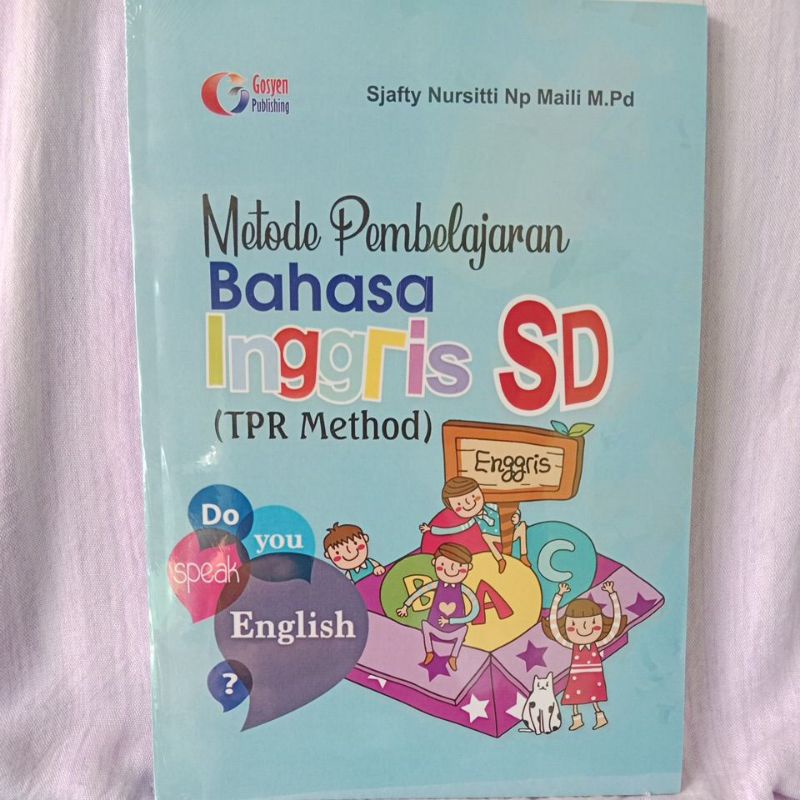 Gosyen
Publishing
Sjafty Nursitti Np Maili M.Pd
Metode Pembelajaran
Bahasa
Inggris SD
(TPR Method)
Enggris
Do
you
speak
English
?
B A C